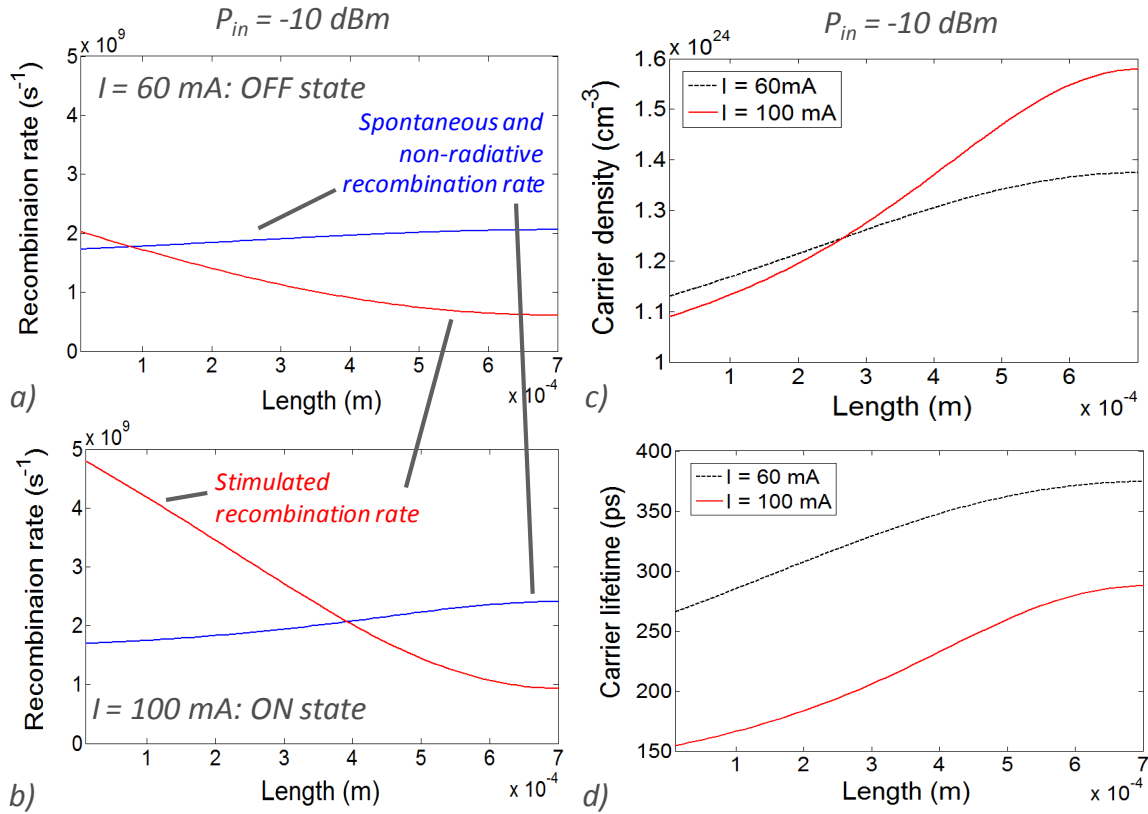 P_in = -10 dBm
x 10^9
5
4
3
2
1
0
Recombinaion rate (s^-1)
I = 60 mA: OFF state
Spontaneous and
non-radiative
recombination rate
1 2 3 4 5 6 7
x 10^-4
Length (m)
a)
P_in = -10 dBm
x 10^24
1.6
1.4
1.3
1.2
1.1
1
Carrier density (cm^-3)
I = 60mA
I = 100 mA
1 2 3 4 5 6
x 10^-4
Length (m)
c)
x 10^9
5
4
3
2
1
0
Recombinaion rate (s^-1)
Stimulated
recombination rate
I = 100 mA: ON state
1 2 3 4 5 6 7
x 10^-4
Length (m)
b)
400
350
300
250
200
150
Carrier lifetime (ps)
I = 60 mA
I = 100 mA
1 2 3 4 5 6 7
x 10^-4
Length (m)
d)